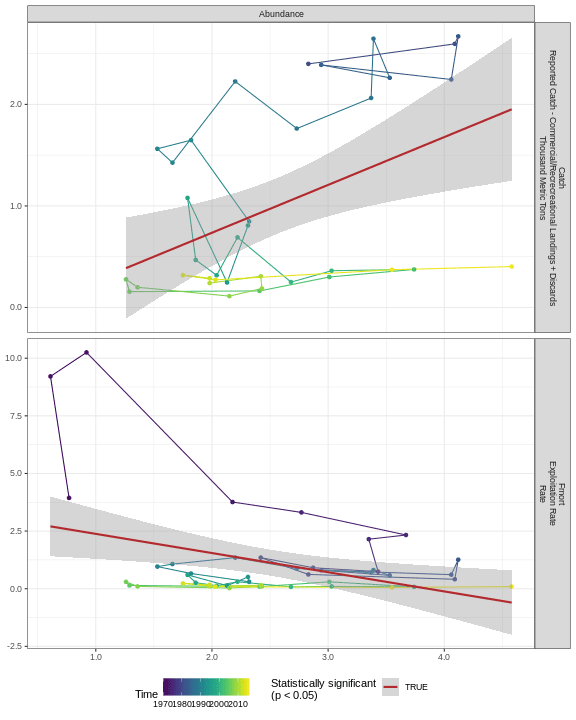 Abundance
2.0
1.0
0.0
Catch
Reported Catch - Commercial/Recreational Landings + Discards
Thousand Metric Tons
10.0
7.5
5.0
2.5
0.0
-2.5
Fmort
Exploitation Rate
Rate
1.0 2.0 3.0 4.0
Time
1970 1980 1990 2000 2010
Statistically significant
(p < 0.05)
TRUE